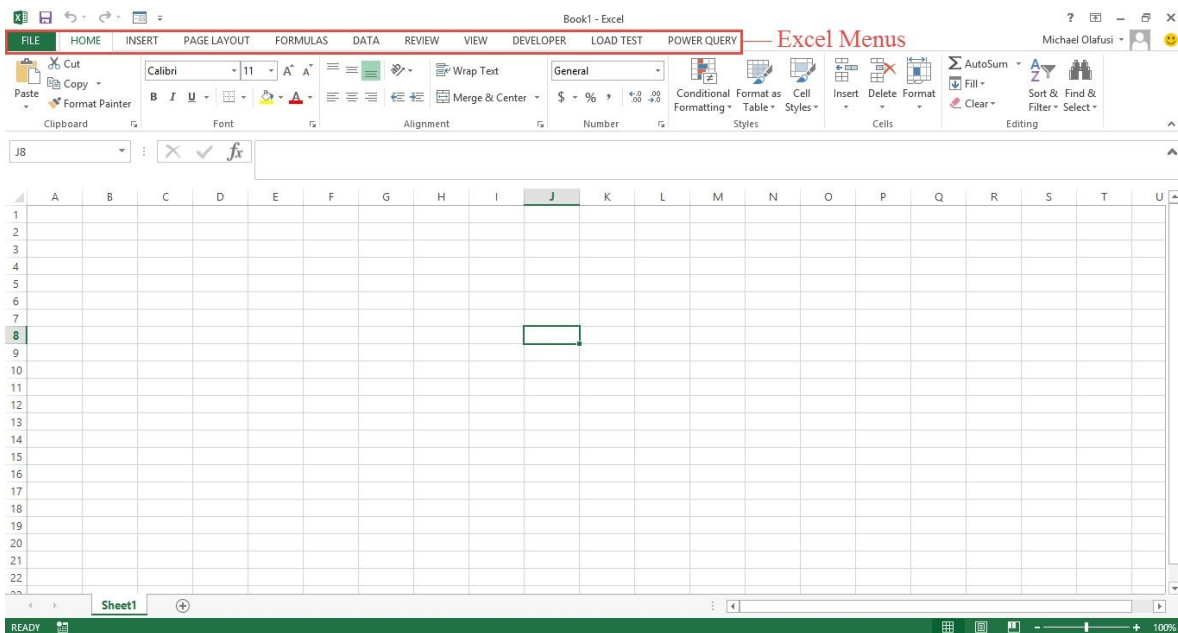 Book1 - Excel
FILE HOME INSERT PAGE LAYOUT FORMULAS DATA REVIEW VIEW DEVELOPER LOAD TEST POWER QUERY Excel Menus Michael Olafusi
Paste Cut Copy Format Painter
Calibri 11 A A
B I U A
Wrap Text
Merge & Center
General
$ % , .0 .00 .00 .0
Conditional Formatting Format as Table Cell Styles
Insert Delete Format
AutoSum Fill Clear
Sort & Filter Find & Select
Clipboard Font Alignment Number Styles Cells Editing
J8 fx
A B C D E F G H I J K L M N O P Q R S T U
1
2
3
4
5
6
7
8
9
10
11
12
13
14
15
16
17
18
19
20
21
22
Sheet1
READY 100%